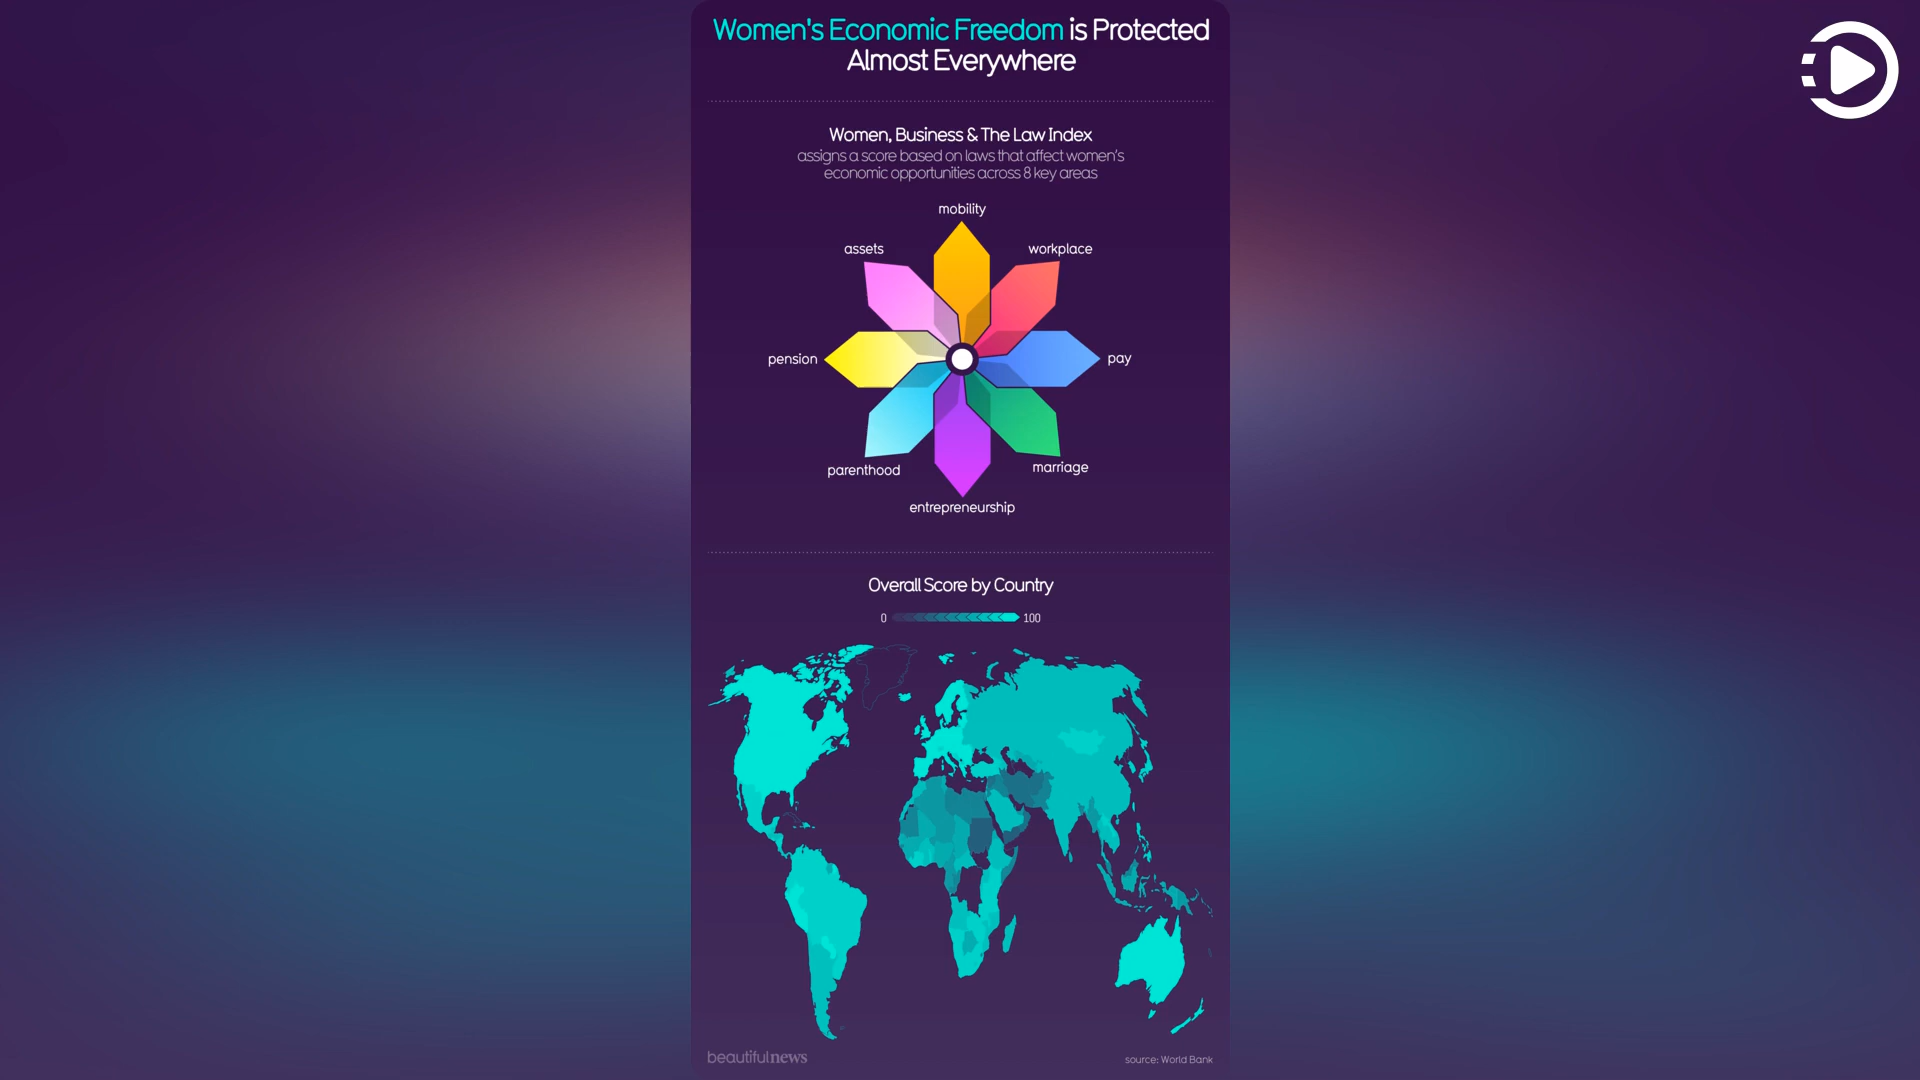 Women's Economic Freedom is Protected
Almost Everywhere
Women, Business & The Law Index
assigns a score based on laws that affect women's
economic opportunities across 8 key areas
mobility
assets
workplace
pension
pay
parenthood
marriage
entrepreneurship
Overall Score by Country
0
100
beautifulnews
source: World Bank